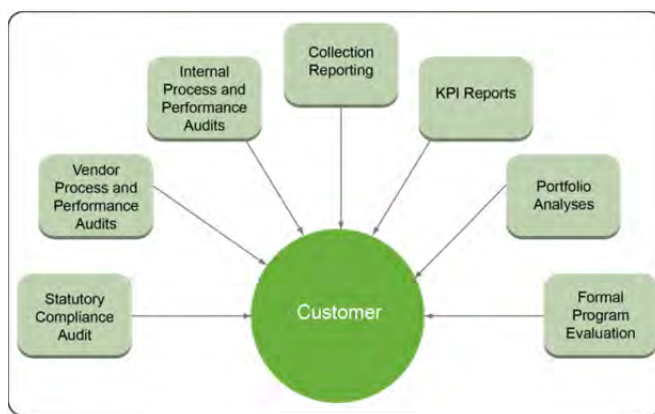 Collection
Reporting
Internal
Process and
Performance
Audits
KPI Reports
Vendor
Process and
Performance
Audits
Portfolio
Analyses
Statutory
Compliance
Audit
Customer
Formal
Program
Evaluation